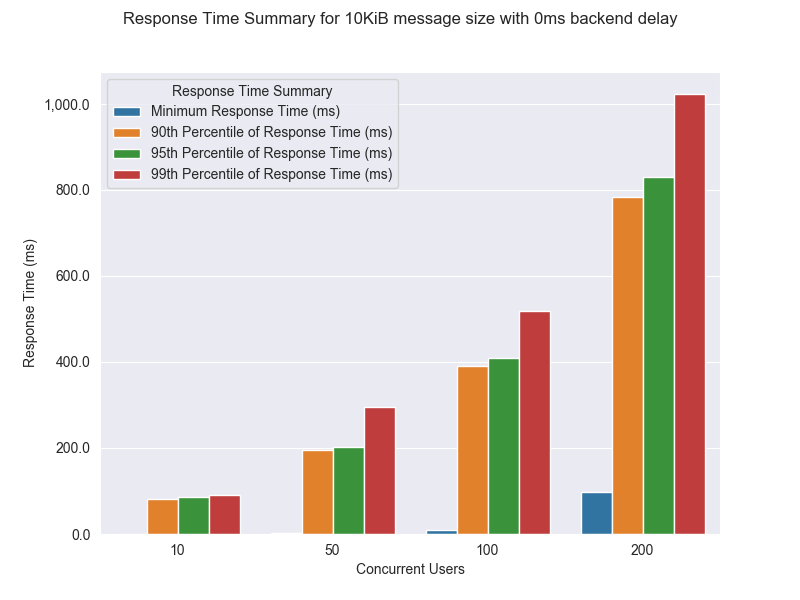 Response Time Summary for 10KiB message size with 0ms backend delay
Response Time Summary
Minimum Response Time (ms)
90th Percentile of Response Time (ms)
95th Percentile of Response Time (ms)
99th Percentile of Response Time (ms)
Response Time (ms)
1,000.0
800.0
600.0
400.0
200.0
0.0
10 50 100 200
Concurrent Users